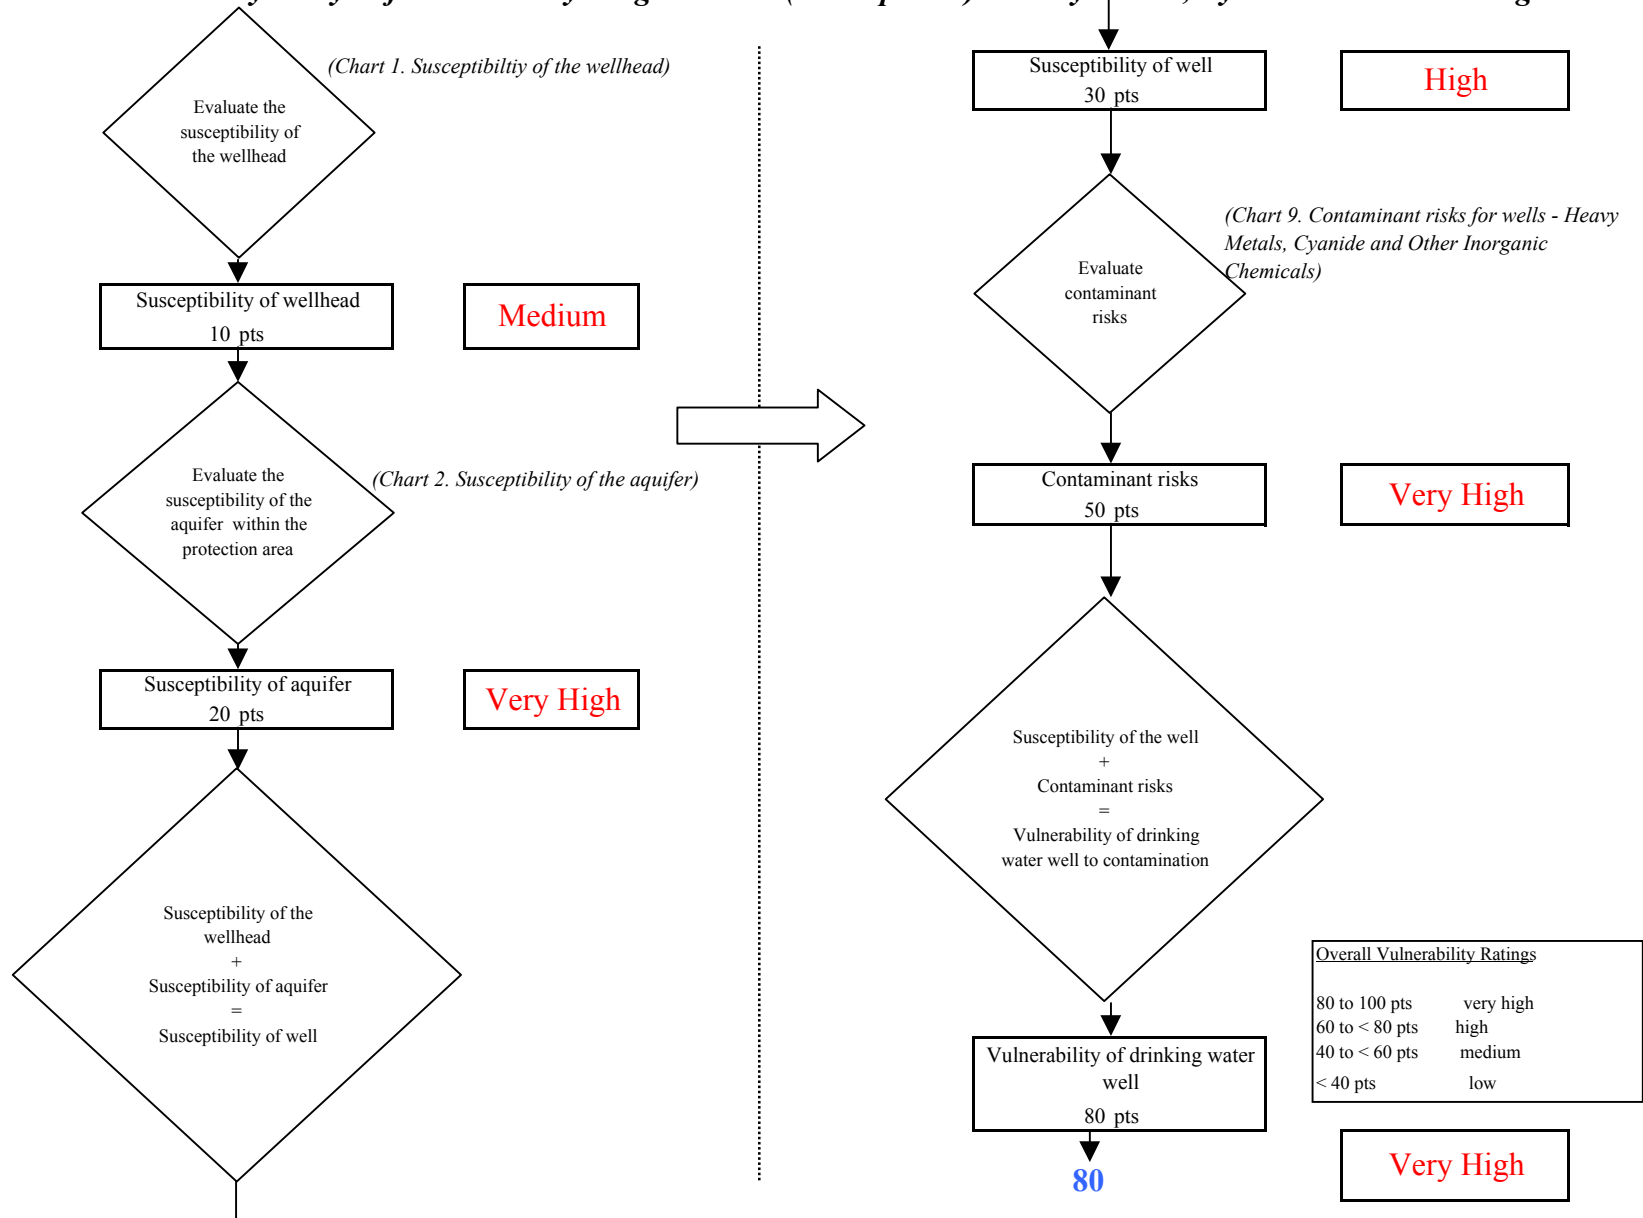 (Chart 1. Susceptibiltiy of the wellhead)
Evaluate the
susceptibility of
the wellhead
Susceptibility of wellhead
10 pts
Medium
(Chart 2. Susceptibility of the aquifer)
Evaluate the
susceptibility of the
aquifer within the
protection area
Susceptibility of aquifer
20 pts
Very High
Susceptibility of the
wellhead
+
Susceptibility of aquifer
=
Susceptibility of well
Susceptibility of well
30 pts
High
(Chart 9. Contaminant risks for wells - Heavy
Metals, Cyanide and Other Inorganic
Chemicals)
Evaluate
contaminant
risks
Contaminant risks
50 pts
Very High
Susceptibility of the well
+
Contaminant risks
=
Vulnerability of drinking
water well to contamination
Overall Vulnerability Ratings
80 to 100 pts very high
60 to < 80 pts high
40 to < 60 pts medium
< 40 pts low
Vulnerability of drinking water
well
80 pts
80
Very High